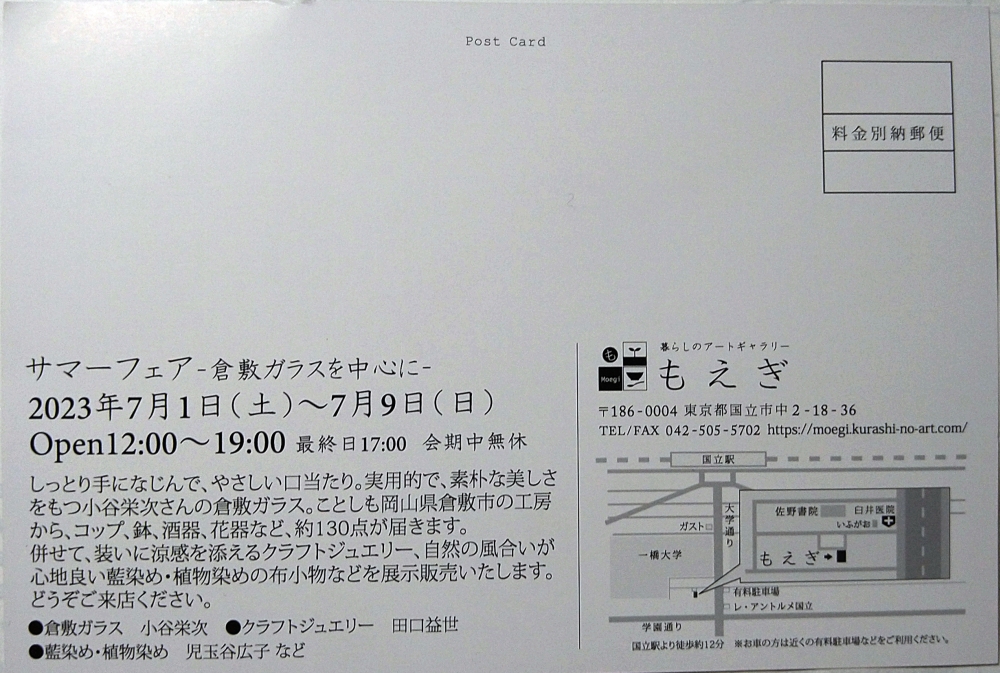 Post Card
料金別納郵便
サマーフェア-倉敷ガラスを中心に-
2023年7月1日(土)〜7月9日(日)
Open12:00〜19:00 最終日17:00 会期中無休
しっとり手になじんで、やさしい口当たり。実用的で、素朴な美しさ
をもつ小谷栄次さんの倉敷ガラス。ことしも岡山県倉敷市の工房
から、コップ、鉢、酒器、花器など、約130点が届きます。
併せて、装いに涼感を添えるクラフトジュエリー、自然の風合いが
心地良い藍染め・植物染めの布小物などを展示販売いたします。
どうぞご来店ください。
●倉敷ガラス 小谷栄次 ●クラフトジュエリー 田口益世
●藍染め・植物染め 児玉谷広子 など
も
Moegi
暮らしのアートギャラリー
もえぎ
〒186-0004 東京都国立市中2-18-36
TEL/FAX 042-505-5702 https://moegi.kurashi-no-art.com/
国立駅
大学通り
ガスト
一橋大学
佐野書院
臼井医院
いふがお
もえぎ
有料駐車場
レ・アントルメ国立
学園通り
国立駅より徒歩約12分 ※お車の方は近くの有料駐車場などをご利用ください。